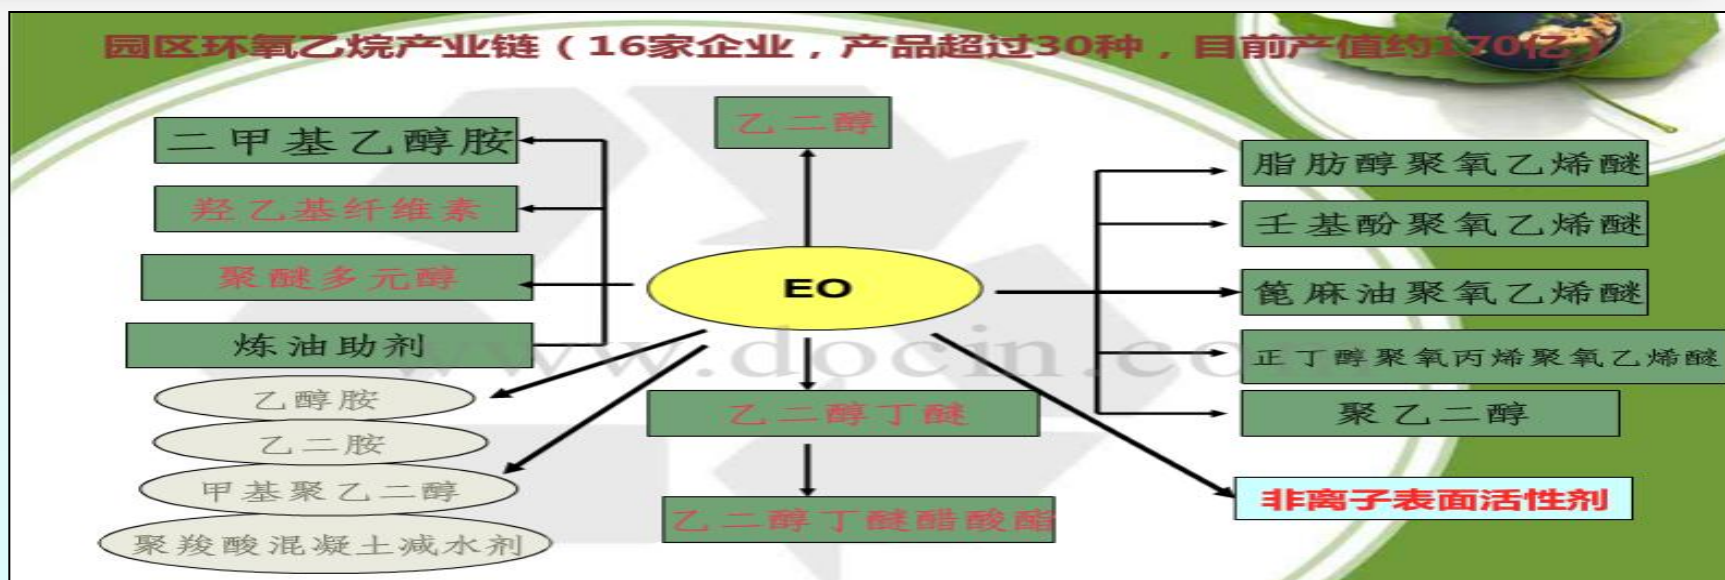 园区环氧乙烷产业链（16家企业，产品超过30种，目前产值约170亿）
乙二醇
二甲基乙醇胺
羟乙基纤维素
聚醚多元醇
炼油助剂
乙醇胺
乙二胺
甲基聚乙二醇
聚羧酸混凝土减水剂
EO
乙二醇丁醚
乙二醇丁醚醋酸酯
脂肪醇聚氧乙烯醚
壬基酚聚氧乙烯醚
篦麻油聚氧乙烯醚
正丁醇聚氧丙烯聚氧乙烯醚
聚乙二醇
非离子表面活性剂
www.docin.com